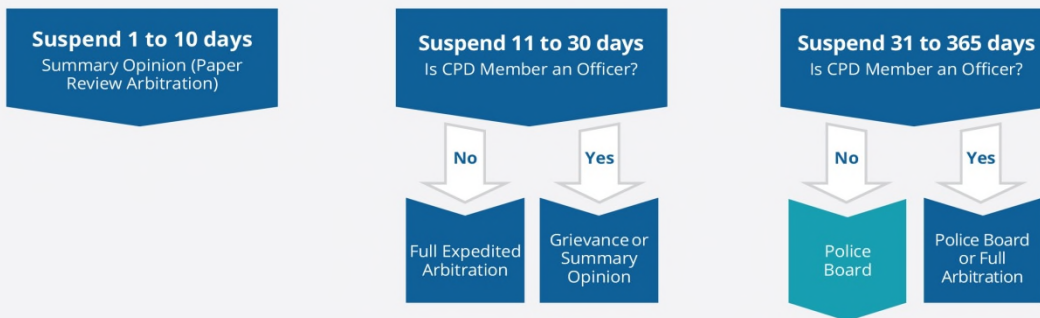 Suspend 1 to 10 days
Summary Opinion (Paper
Review Arbitration)
Suspend 11 to 30 days
Is CPD Member an Officer?
No
Yes
Full Expedited
Arbitration
Grievance or
Summary
Opinion
Suspend 31 to 365 days
Is CPD Member an Officer?
No
Yes
Police
Board
Police Board
or Full
Arbitration